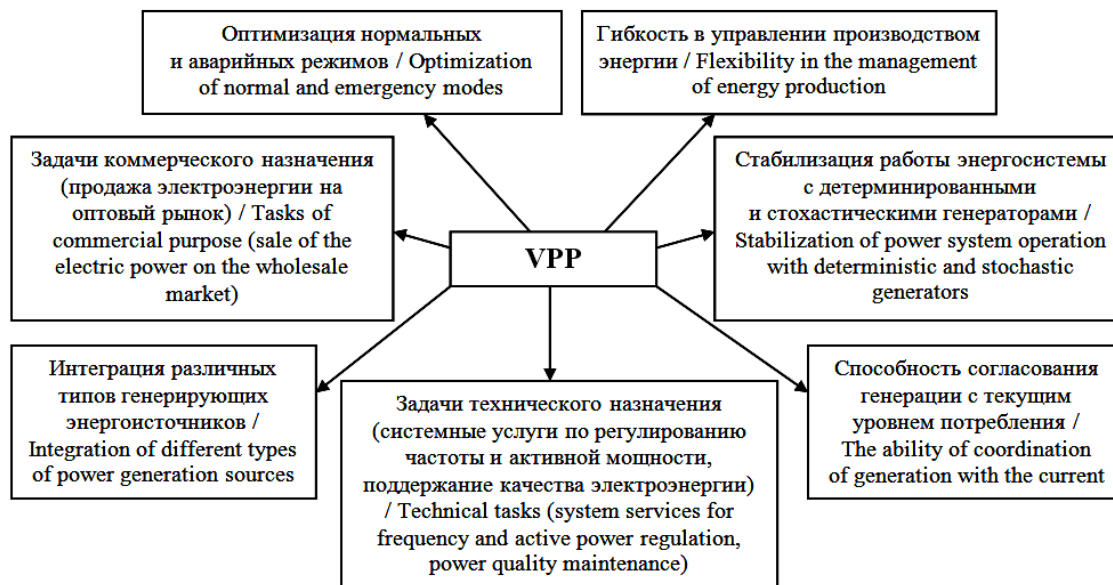 Оптимизация нормальных
и аварийных режимов / Optimization
of normal and emergency modes
Гибкость в управлении производством
энергии / Flexibility in the management
of energy production
Задачи коммерческого назначения
(продажа электроэнергии на
оптовый рынок) / Tasks of
commercial purpose (sale of the
electric power on the wholesale
market)
VPP
Стабилизация работы энергосистемы
с детерминированными
и стохастическими генераторами /
Stabilization of power system operation
with deterministic and stochastic
generators
Интеграция различных
типов генерирующих
энергоисточников /
Integration of different types
of power generation sources
Задачи технического назначения
(системные услуги по регулированию
частоты и активной мощности,
поддержание качества электроэнергии)
/ Technical tasks (system services for
frequency and active power regulation,
power quality maintenance)
Способность согласования
генерации с текущим
уровнем потребления /
The ability of coordination
of generation with the current